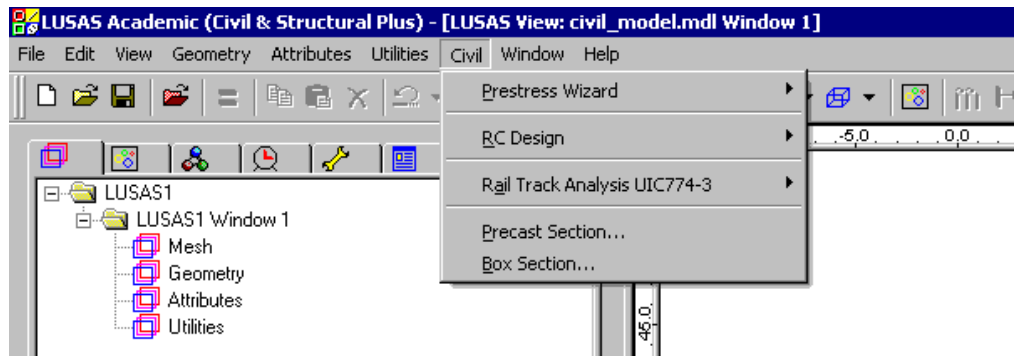 LUSAS Academic (Civil & Structural Plus) - [LUSAS View: civil_model.mdl Window 1]
File Edit View Geometry Attributes Utilities Civil Window Help
Prestress Wizard
RC Design
Rail Track Analysis UIC774-3
Precast Section...
Box Section...
-5.0 0.0
LUSAS1
LUSAS1 Window 1
Mesh
Geometry
Attributes
Utilities
45.0